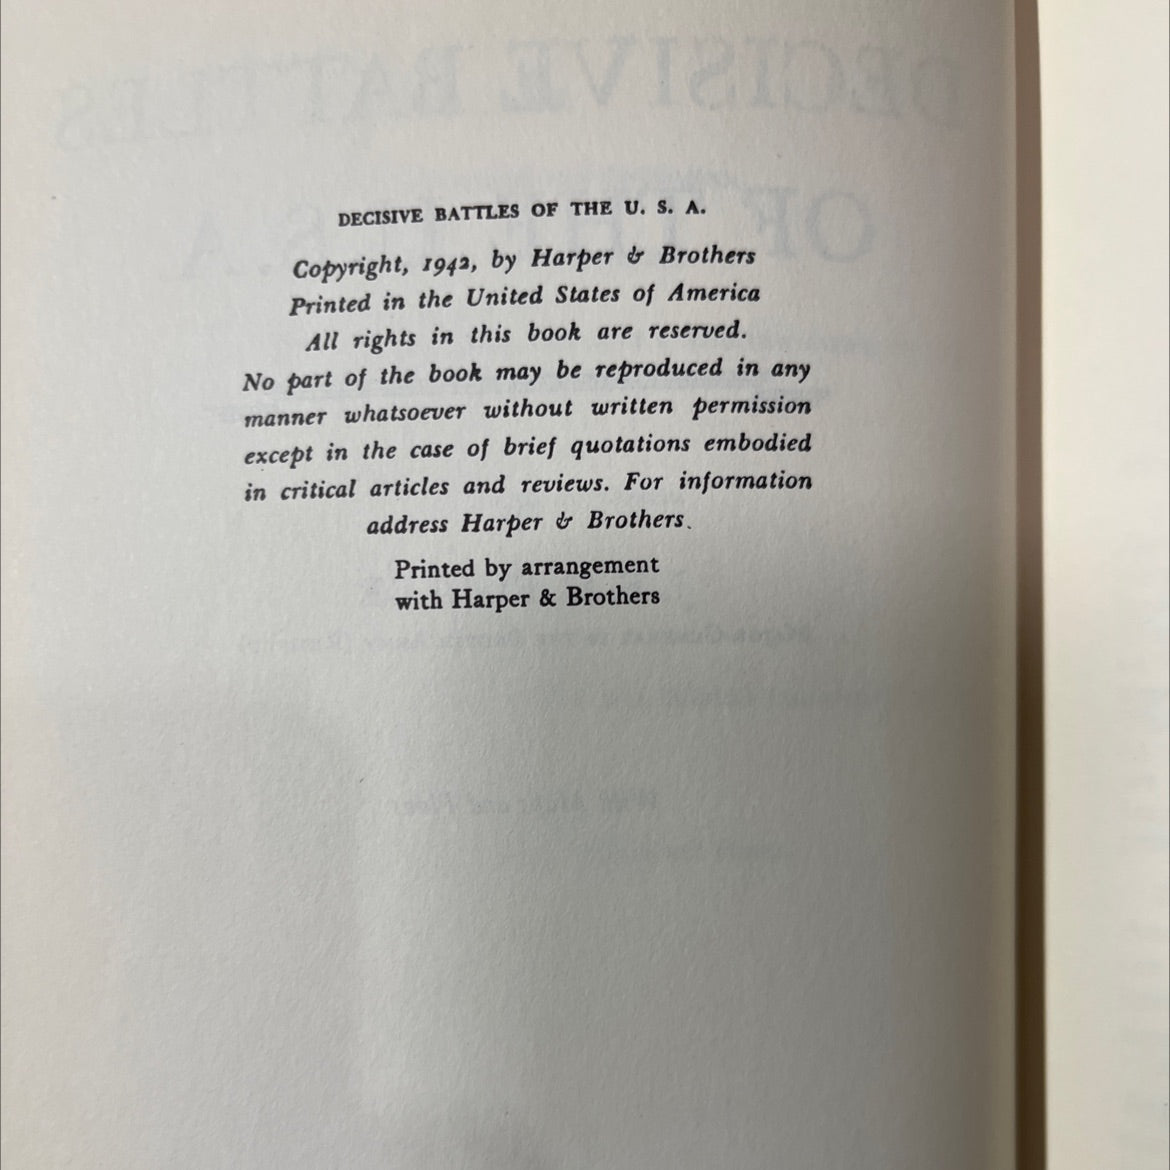 DECISIVE BATTLES OF THE U. S. A.
Copyright, 1942, by Harper & Brothers
Printed in the United States of America
All rights in this book are reserved.
No part of the book may be reproduced in any
manner whatsoever without written permission
except in the case of brief quotations embodied
in critical articles and reviews. For information
address Harper & Brothers.
Printed by arrangement
with Harper & Brothers